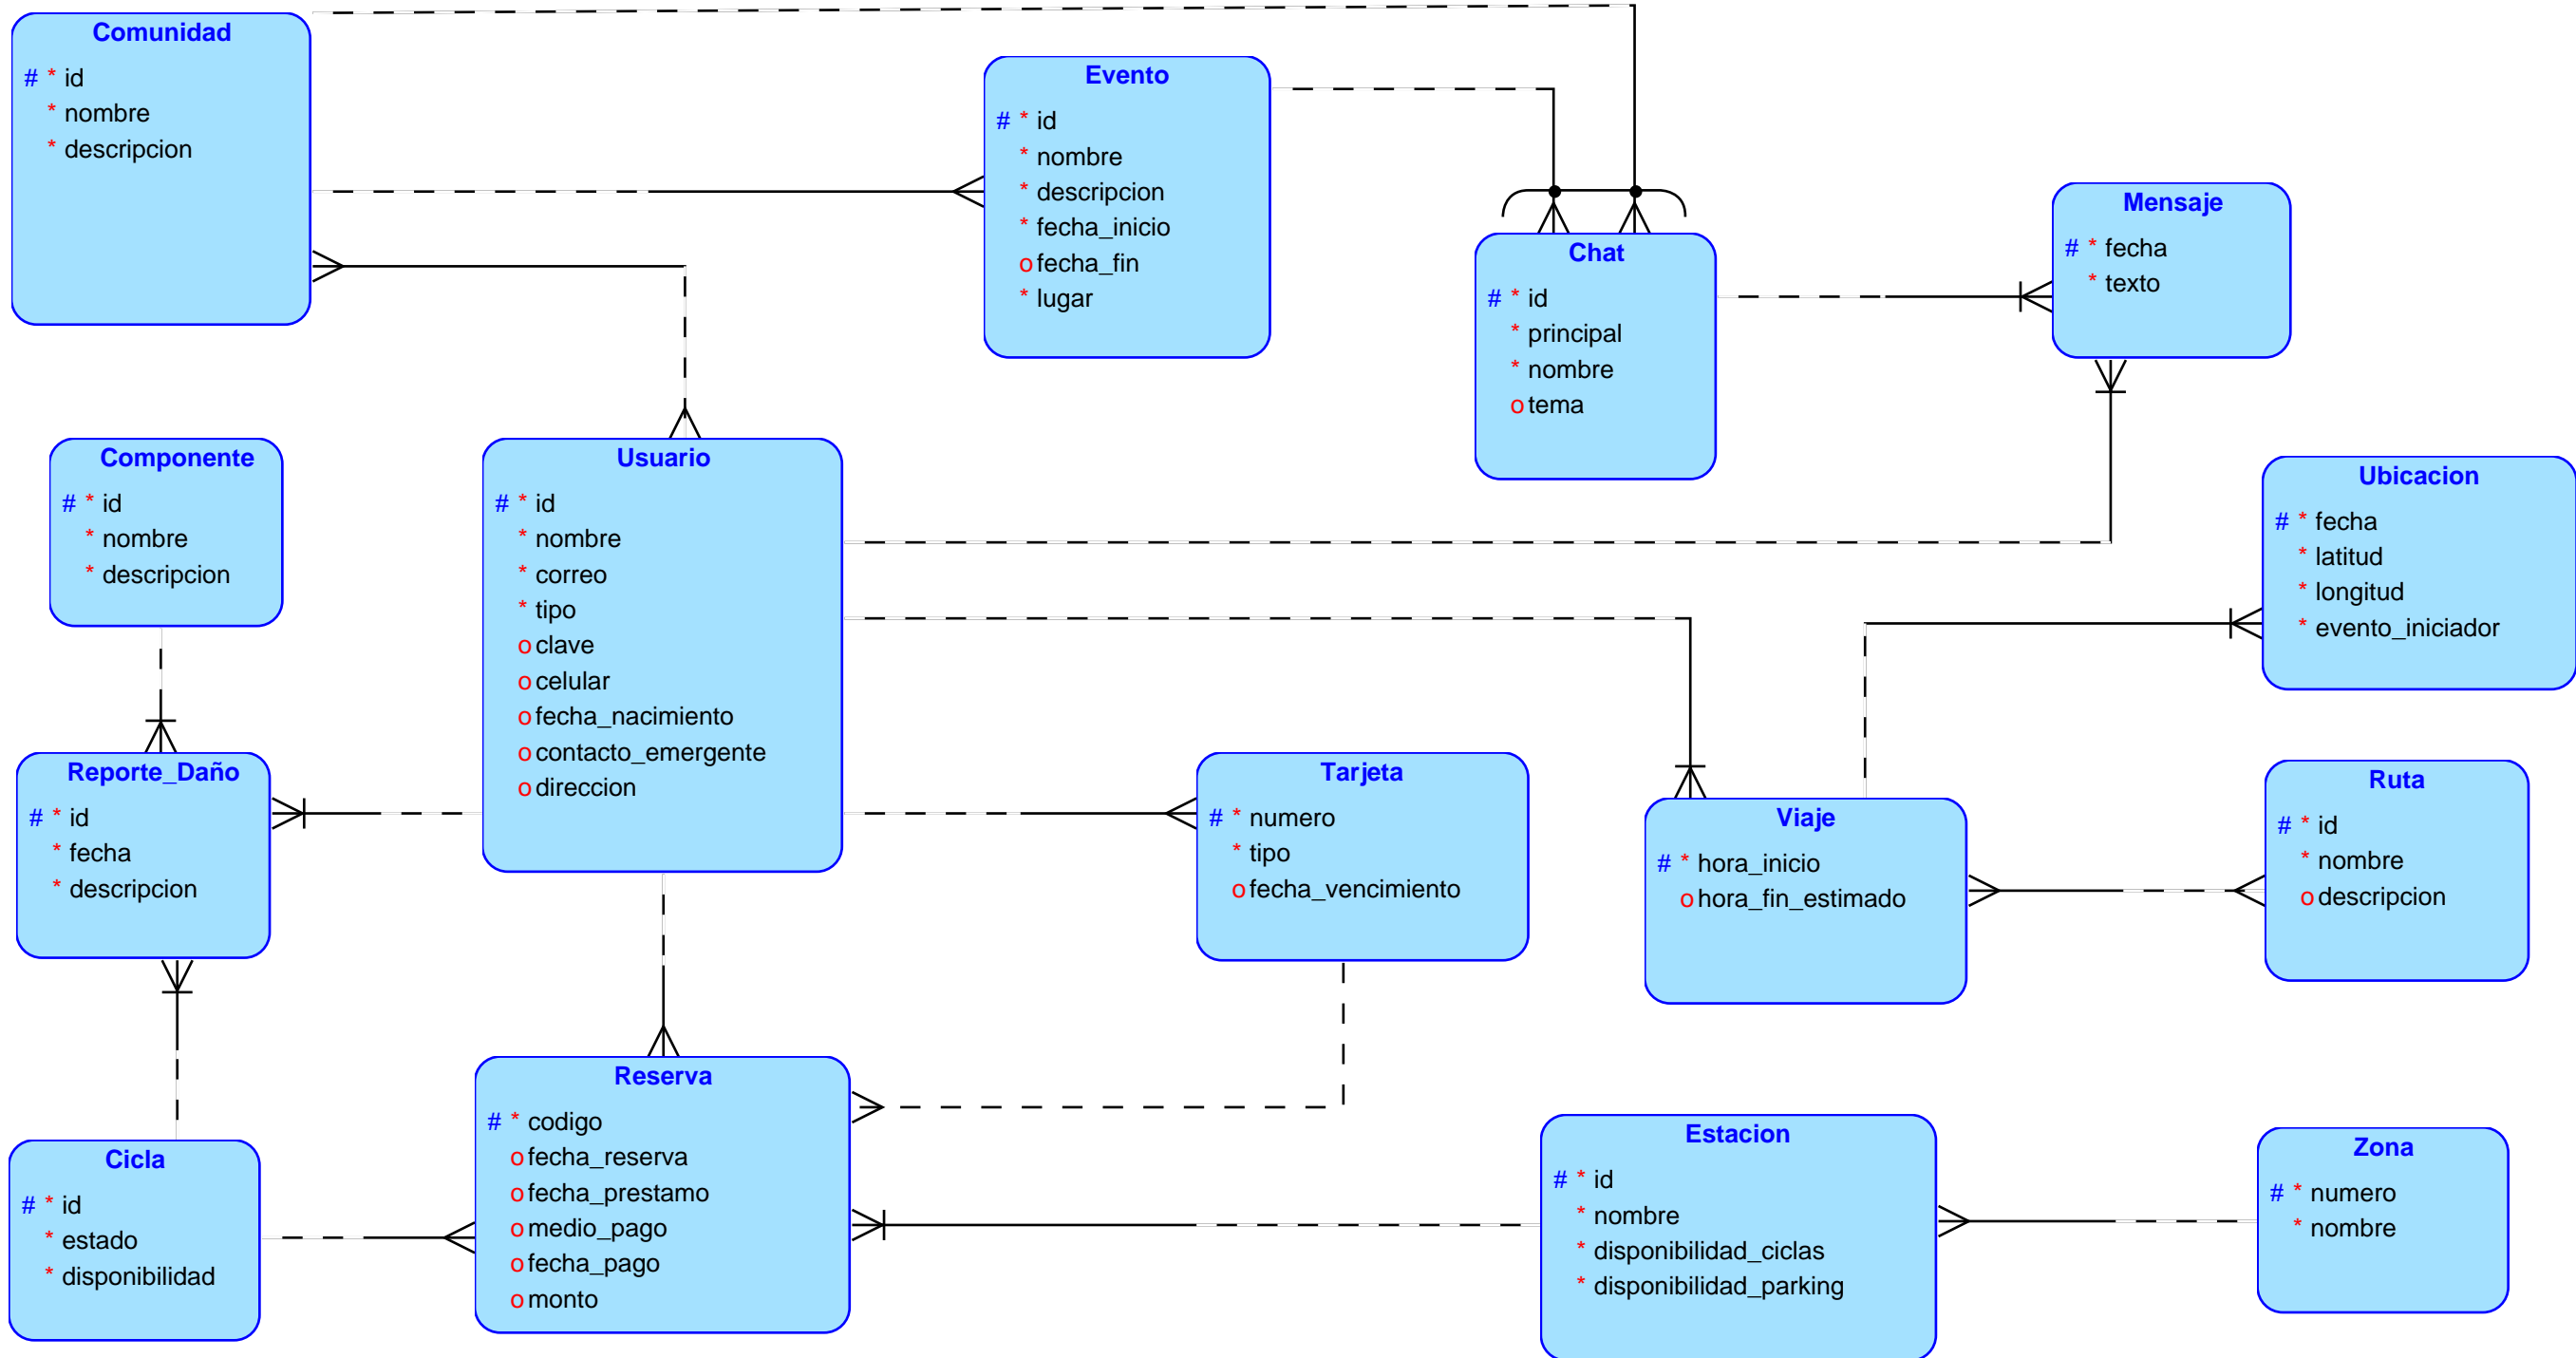 Comunidad
# * id
* nombre
* descripcion
Evento
# * id
* nombre
* descripcion
* fecha_inicio
o fecha_fin
* lugar
Chat
# * id
* principal
* nombre
o tema
Mensaje
# * fecha
* texto
Componente
# * id
* nombre
* descripcion
Usuario
# * id
* nombre
* correo
* tipo
o clave
o celular
o fecha_nacimiento
o contacto_emergente
o direccion
Ubicacion
# * fecha
* latitud
* longitud
* evento_iniciador
Reporte_Daño
# * id
* fecha
* descripcion
Tarjeta
# * numero
* tipo
o fecha_vencimiento
Viaje
# * hora_inicio
o hora_fin_estimado
Ruta
# * id
* nombre
o descripcion
Cicla
# * id
* estado
* disponibilidad
Reserva
# * codigo
o fecha_reserva
o fecha_prestamo
o medio_pago
o fecha_pago
o monto
Estacion
# * id
* nombre
* disponibilidad_ciclas
* disponibilidad_parking
Zona
# * numero
* nombre